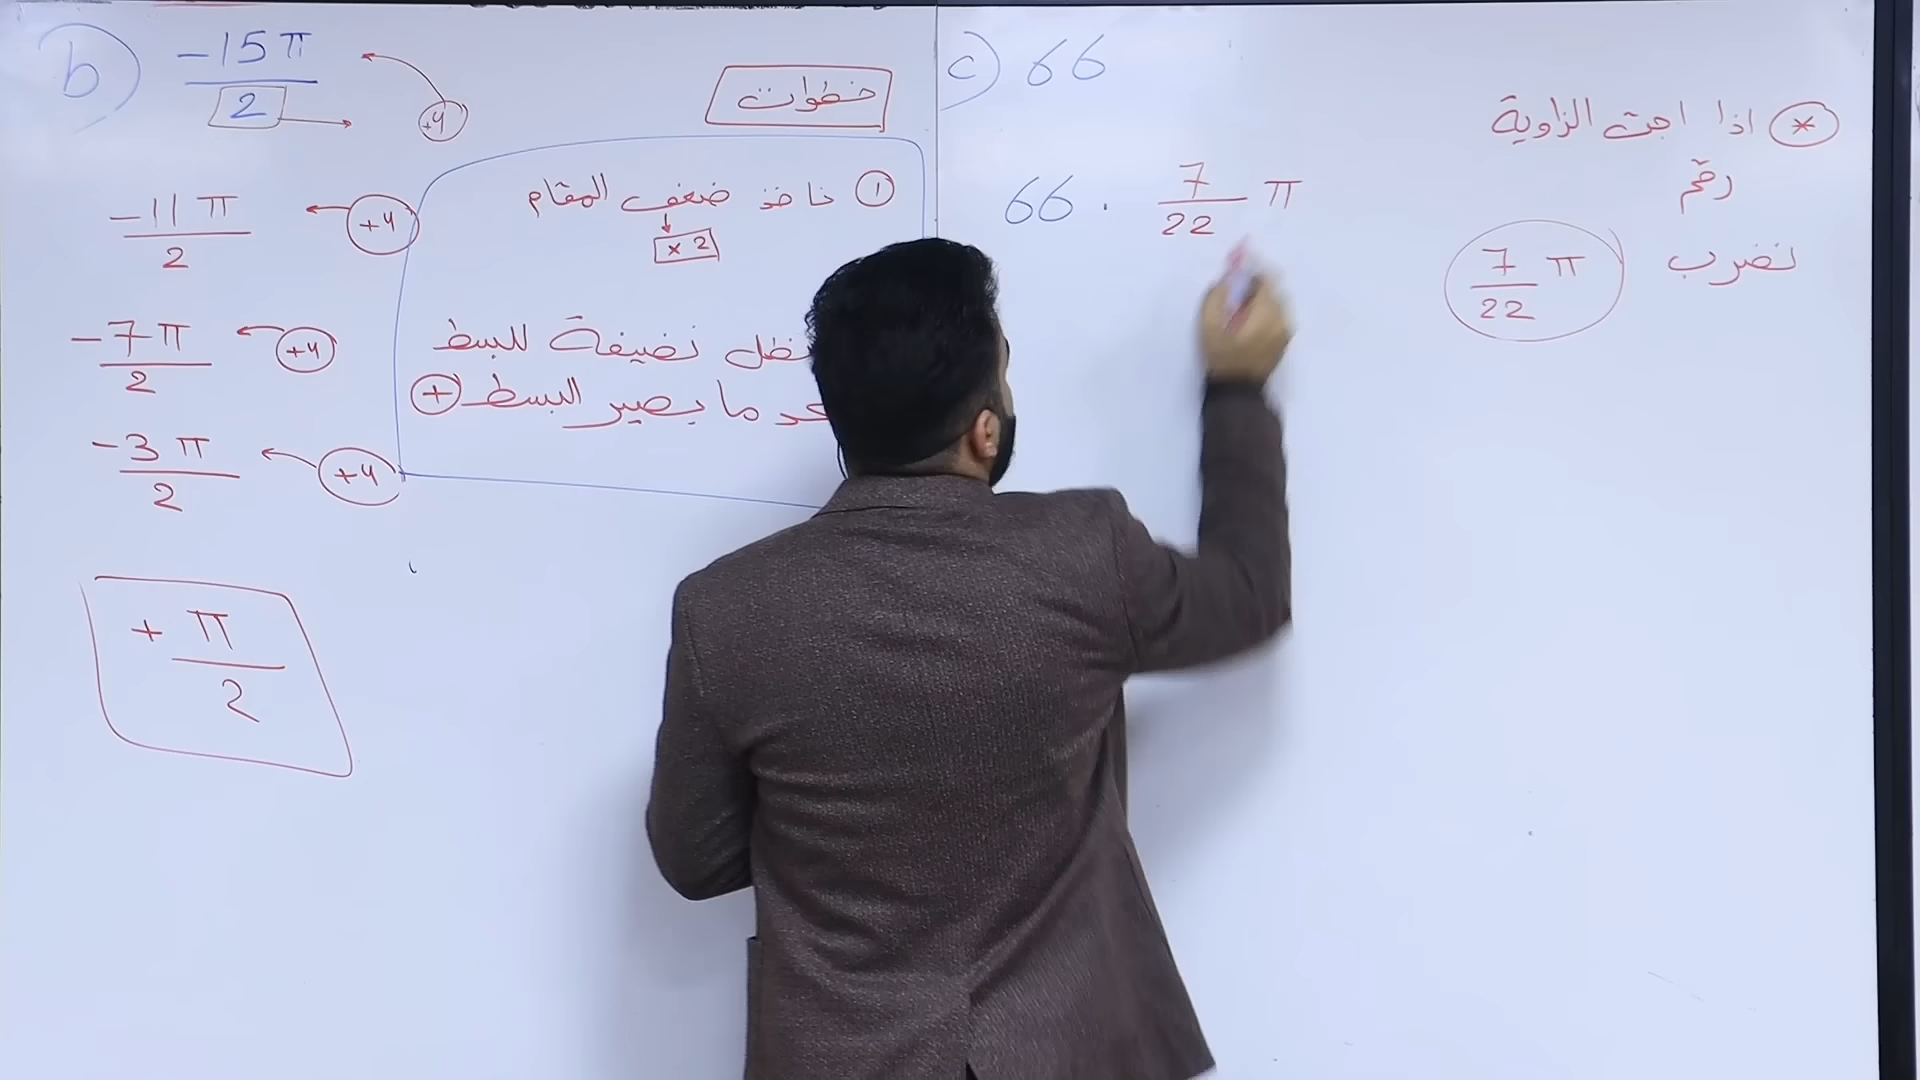 b) -15π/2
+4
-11π/2 +4
-7π/2 +4
-3π/2 +4
+ π/2
خطوات
① ناخذ ضعف المقام
× 2
نظل نضيفة للبسط
ما يصير البسط (+)
c) 66
66 · 7/22 π
* اذا اجت الزاوية
رقم
نضرب 7/22 π